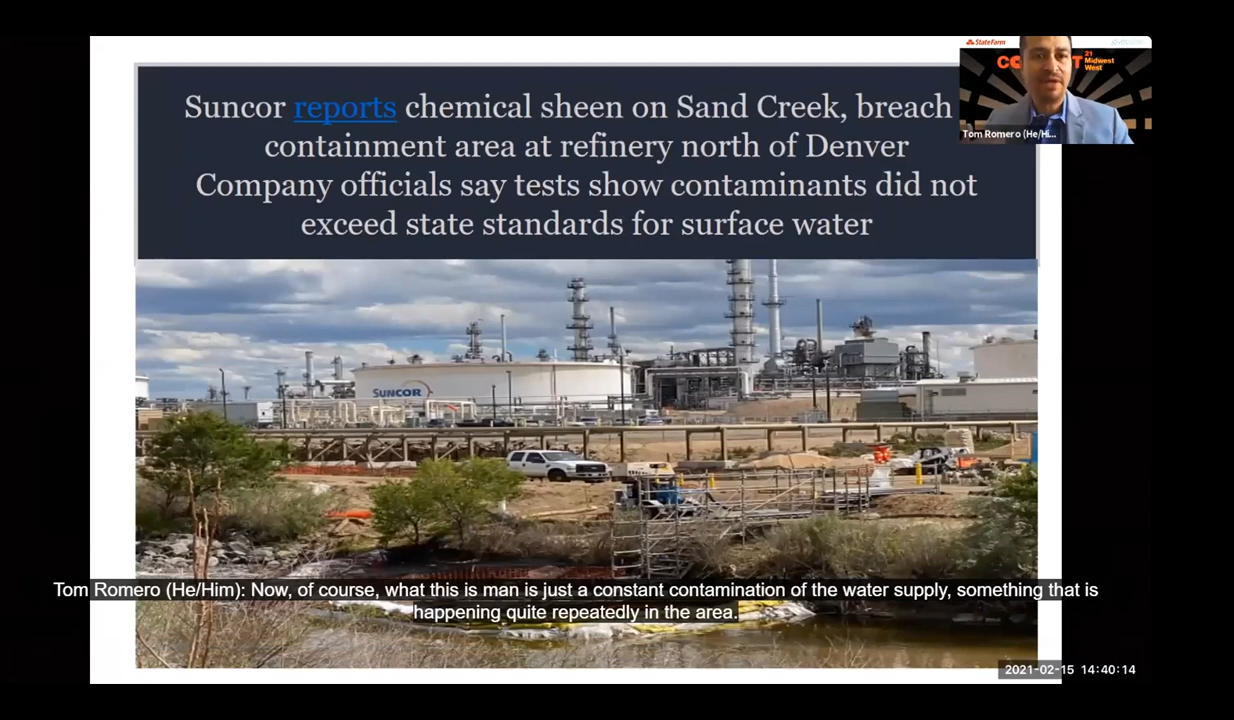 Suncor reports chemical sheen on Sand Creek, breach
containment area at refinery north of Denver
Company officials say tests show contaminants did not
exceed state standards for surface water
StateFarm
21
Midwest
West
Tom Romero (He/Hi...
SUNCOR
Tom Romero (He/Him): Now, of course, what this is man is just a constant contamination of the water supply, something that is
happening quite repeatedly in the area.
2021-02-15 14:40:14